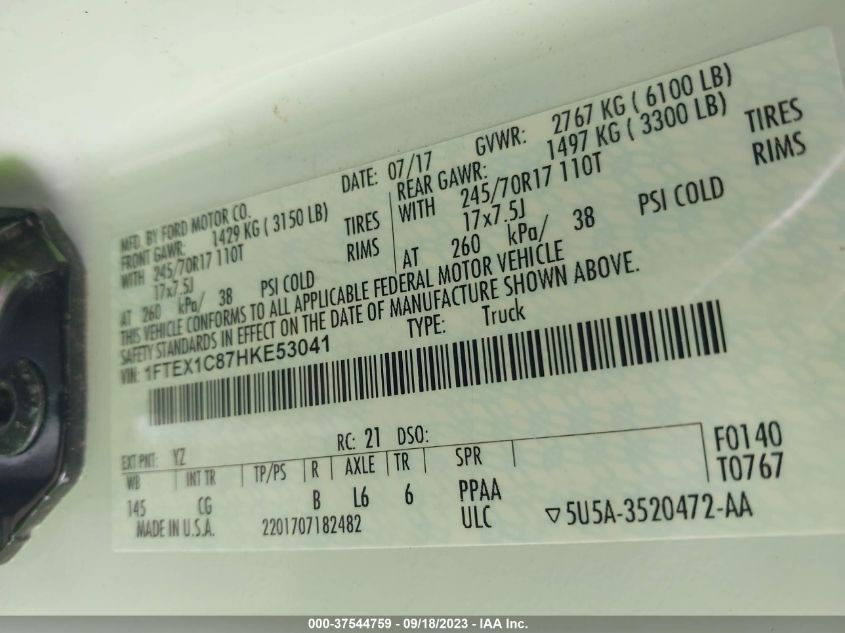 MFD. BY FORD MOTOR CO.
DATE: 07/17 GVWR: 2767 KG ( 6100 LB)
FRONT GAWR: 1429 KG ( 3150 LB)
REAR GAWR: 1497 KG ( 3300 LB)
WITH 245/70R17 110T TIRES
WITH 245/70R17 110T TIRES
17x7.5J RIMS
17x7.5J RIMS
AT 260 kPa/ 38 PSI COLD
AT 260 kPa/ 38 PSI COLD
THIS VEHICLE CONFORMS TO ALL APPLICABLE FEDERAL MOTOR VEHICLE
SAFETY STANDARDS IN EFFECT ON THE DATE OF MANUFACTURE SHOWN ABOVE.
VIN: 1FTEX1C87HKE53041 TYPE: Truck
EXT PNT: YZ RC: 21 DSO:
WB INT TR TP/PS R AXLE TR SPR
145 CG B L6 6 PPAA
MADE IN U.S.A. 2201707182482 ULC
F0140
T0767
▽5U5A-3520472-AA
000-37544759 - 09/18/2023 - IAA Inc.